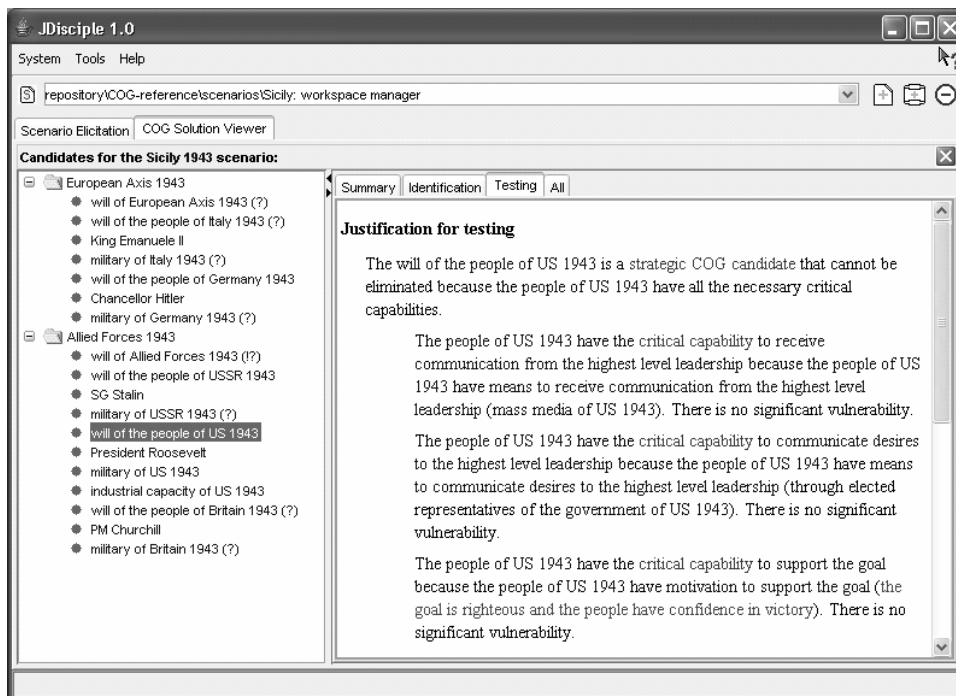 JDisciple 1.0
System Tools Help
repository\COG-reference\scenarios\Sicily: workspace manager
Scenario Elicitation COG Solution Viewer
Candidates for the Sicily 1943 scenario:
European Axis 1943
will of European Axis 1943 (?)
will of the people of Italy 1943 (?)
King Emanuele II
military of Italy 1943 (?)
will of the people of Germany 1943
Chancellor Hitler
military of Germany 1943 (?)
Allied Forces 1943
will of Allied Forces 1943 (!?)
will of the people of USSR 1943
SG Stalin
military of USSR 1943 (?)
will of the people of US 1943
President Roosevelt
military of US 1943
industrial capacity of US 1943
will of the people of Britain 1943 (?)
PM Churchill
military of Britain 1943 (?)
Summary Identification Testing All
Justification for testing
The will of the people of US 1943 is a strategic COG candidate that cannot be
eliminated because the people of US 1943 have all the necessary critical
capabilities.
The people of US 1943 have the critical capability to receive
communication from the highest level leadership because the people of US
1943 have means to receive communication from the highest level
leadership (mass media of US 1943). There is no significant vulnerability.
The people of US 1943 have the critical capability to communicate desires
to the highest level leadership because the people of US 1943 have means
to communicate desires to the highest level leadership (through elected
representatives of the government of US 1943). There is no significant
vulnerability.
The people of US 1943 have the critical capability to support the goal
because the people of US 1943 have motivation to support the goal (the
goal is righteous and the people have confidence in victory). There is no
significant vulnerability.